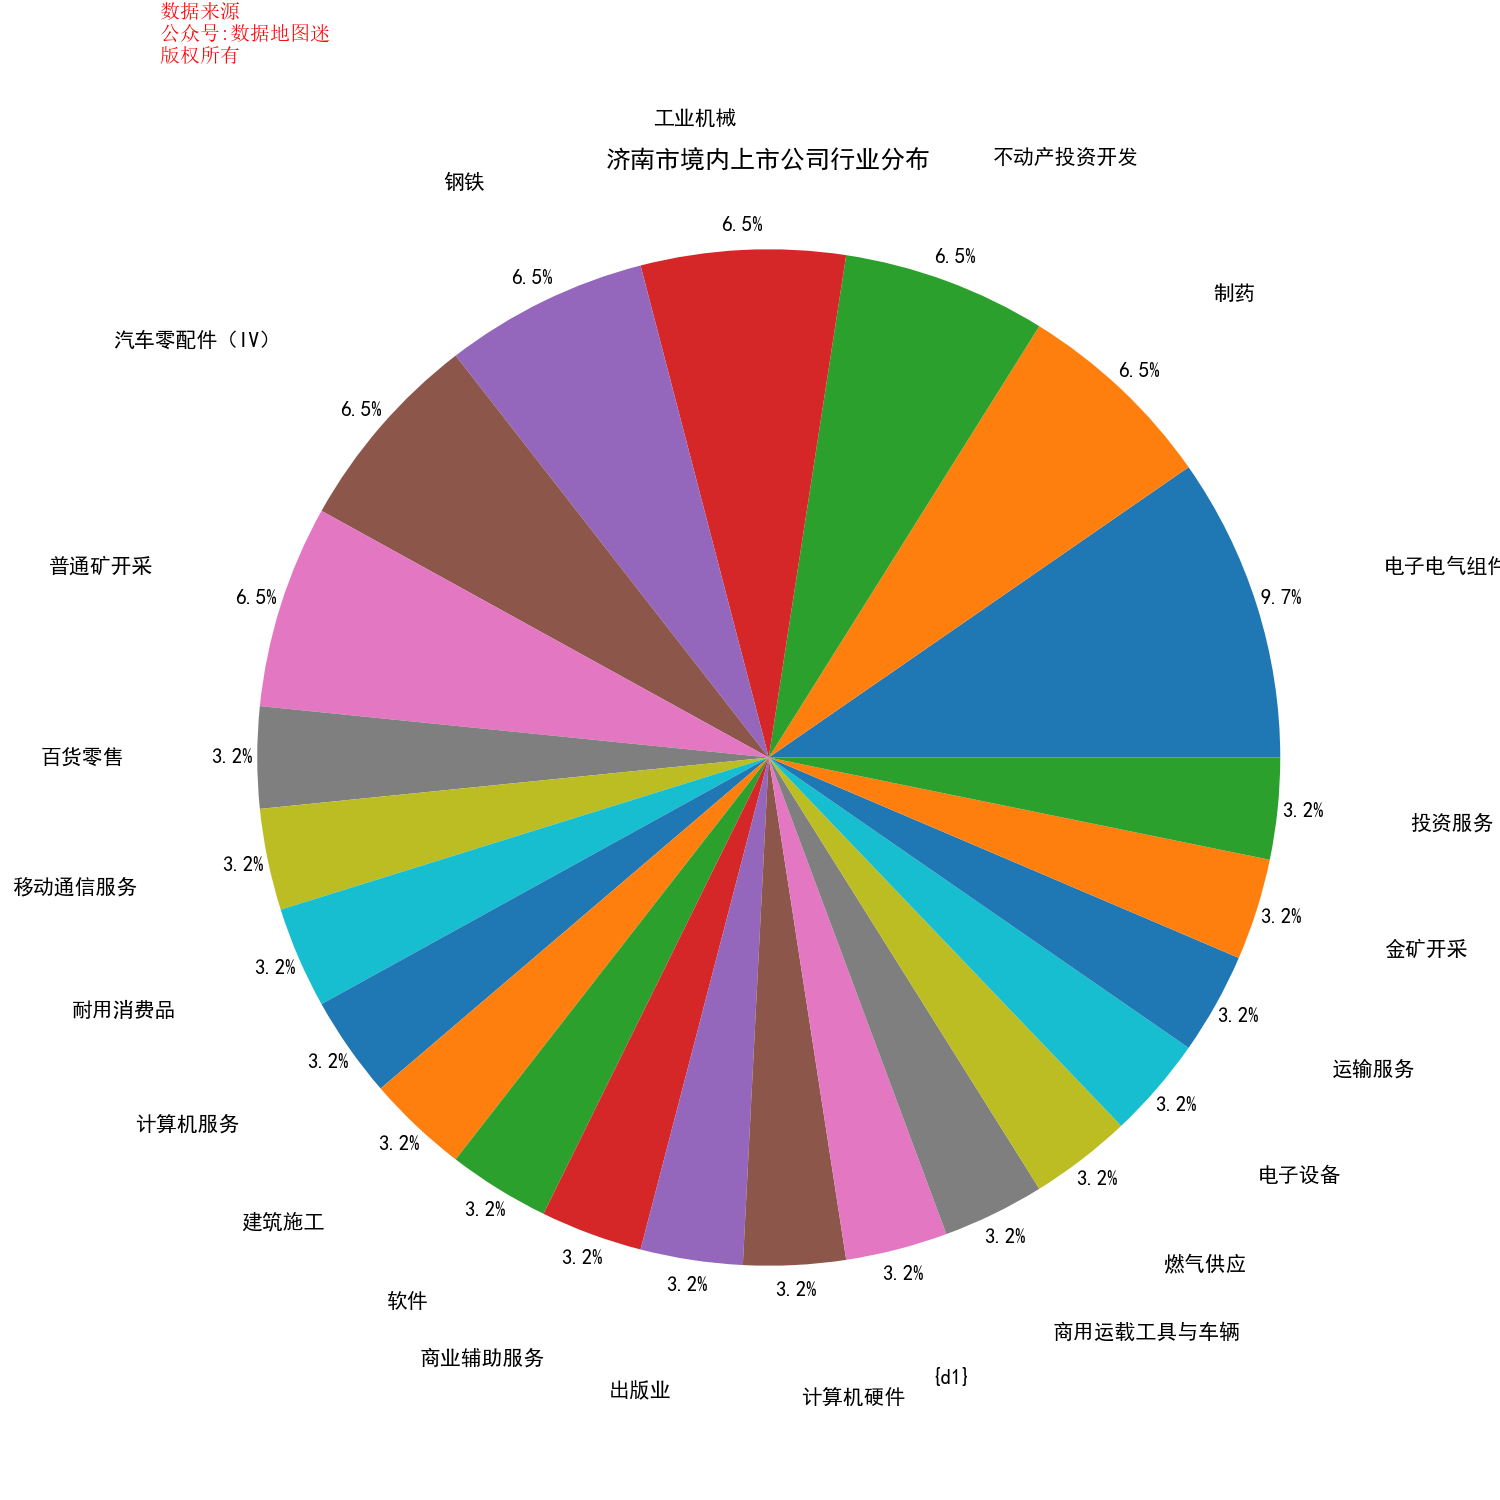 数据来源
公众号:数据地图迷
版权所有
工业机械
济南市境内上市公司行业分布
不动产投资开发
钢铁
6.5%
6.5%
6.5%
制药
汽车零配件（IV）
6.5%
6.5%
普通矿开采
电子电气组件
6.5%
9.7%
百货零售
3.2%
3.2%
投资服务
移动通信服务
3.2%
3.2%
金矿开采
3.2%
耐用消费品
3.2%
3.2%
运输服务
计算机服务
3.2%
3.2%
电子设备
3.2%
建筑施工
3.2%
3.2%
燃气供应
3.2%
3.2%
3.2%
3.2%
软件
商用运载工具与车辆
商业辅助服务
{d1}
出版业
计算机硬件